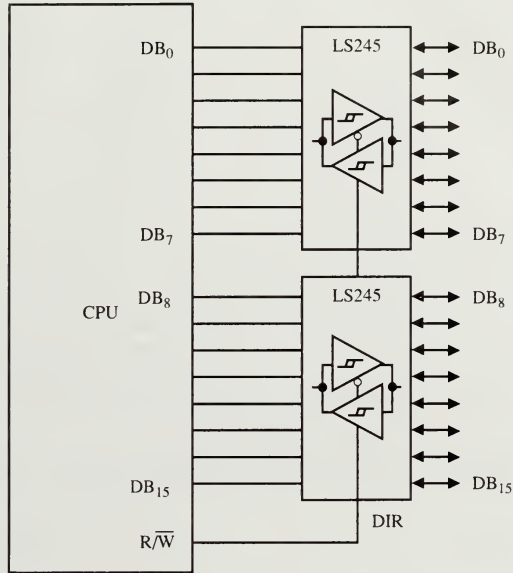 DB₀ LS245 DB₀
DB₇ DB₇
DB₈ LS245 DB₈
CPU
DB₁₅ DB₁₅
DIR
R/W̅